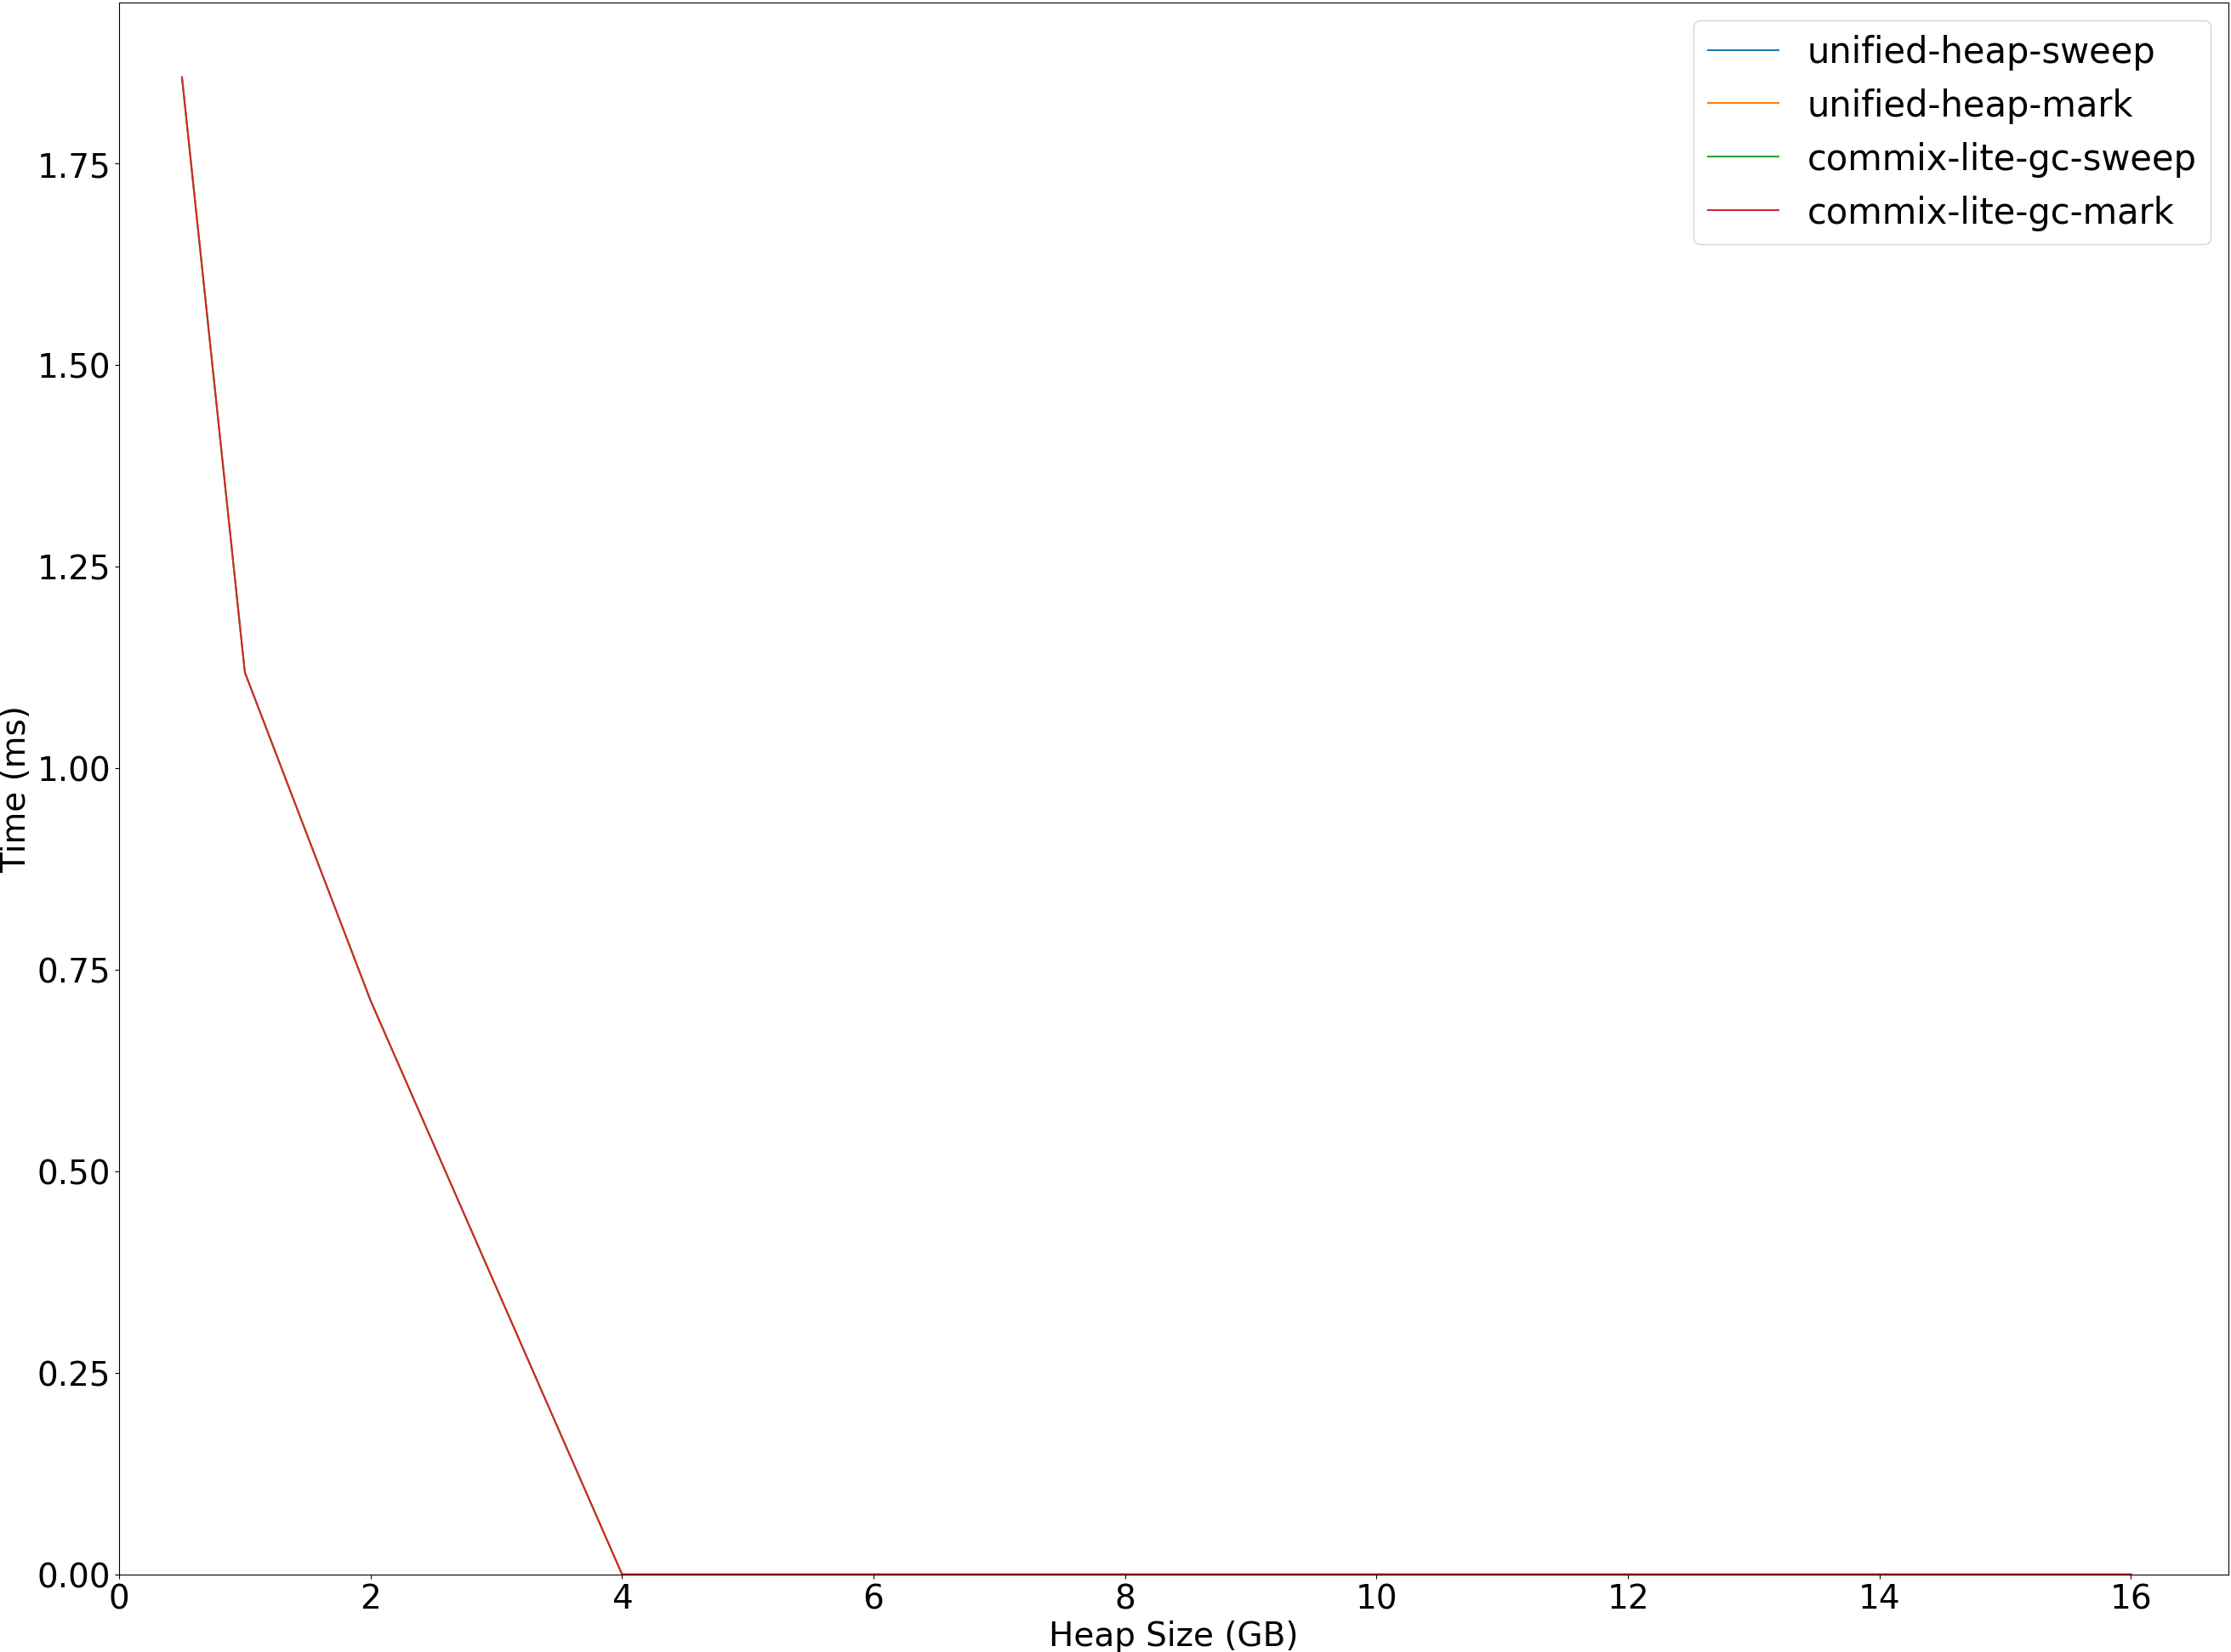 unified-heap-sweep
unified-heap-mark
commix-lite-gc-sweep
commix-lite-gc-mark
1.75
1.50
1.25
1.00
0.75
0.50
0.25
0.00
Time (ms)
0 2 4 6 8 10 12 14 16
Heap Size (GB)